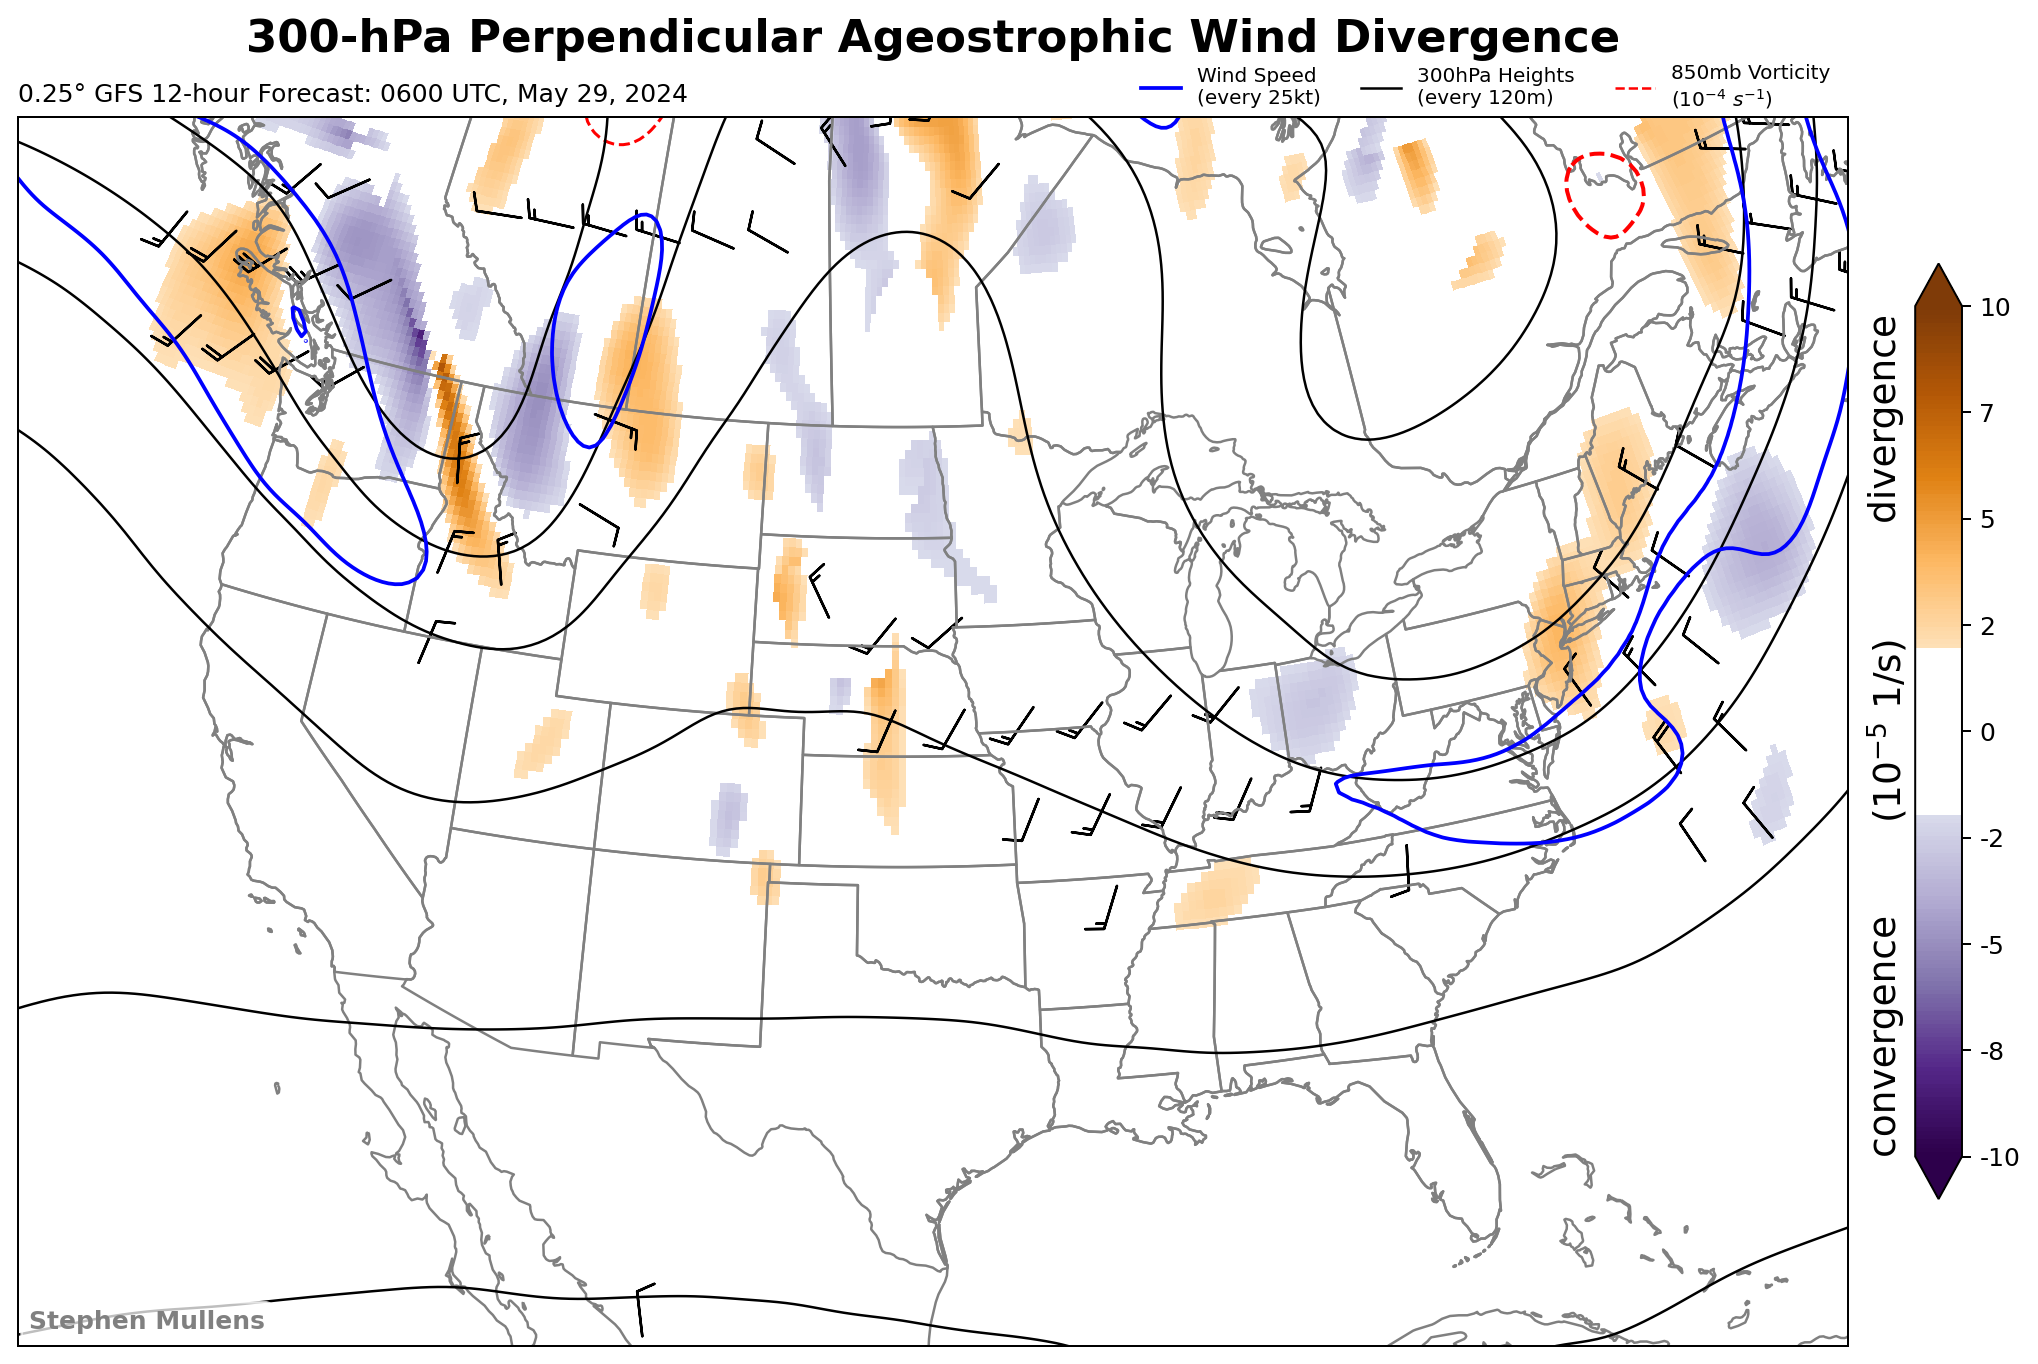 300-hPa Perpendicular Ageostrophic Wind Divergence
0.25° GFS 12-hour Forecast: 0600 UTC, May 29, 2024
Wind Speed
(every 25kt)
300hPa Heights
(every 120m)
850mb Vorticity
(10⁻⁴ s⁻¹)
10
7
5
2
0
-2
-5
-8
-10
convergence (10⁻⁵ 1/s) divergence
Stephen Mullens